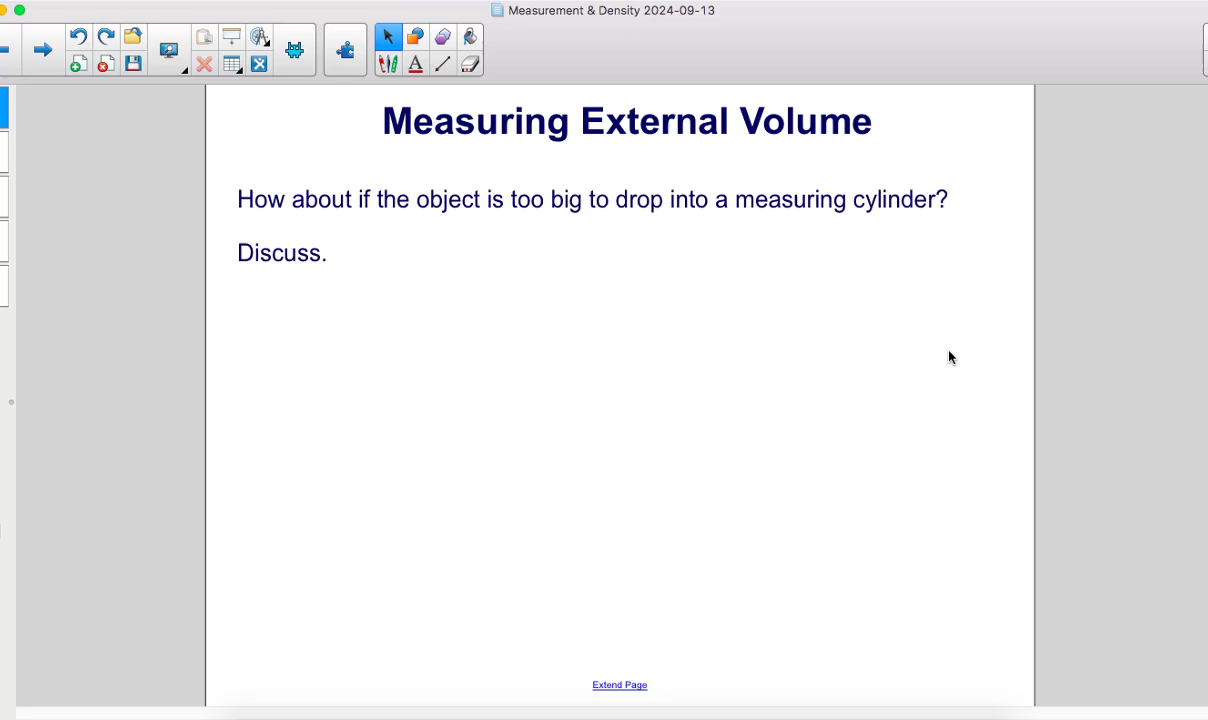 Measurement & Density 2024-09-13
Measuring External Volume
How about if the object is too big to drop into a measuring cylinder?
Discuss.
Extend Page